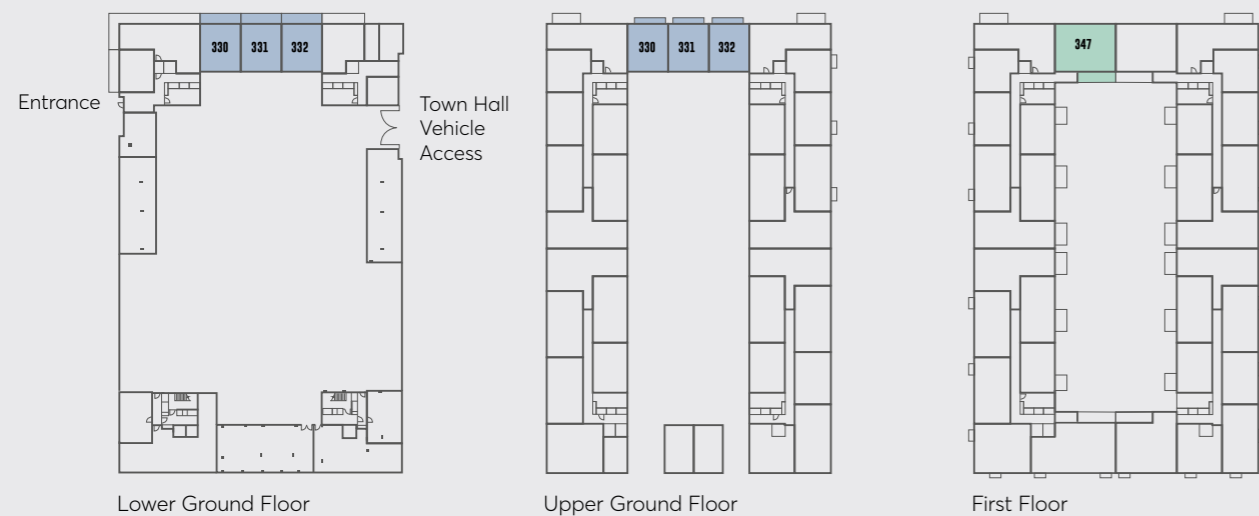 330 331 332
Entrance
Town Hall
Vehicle
Access
Lower Ground Floor
330 331 332
Upper Ground Floor
347
First Floor